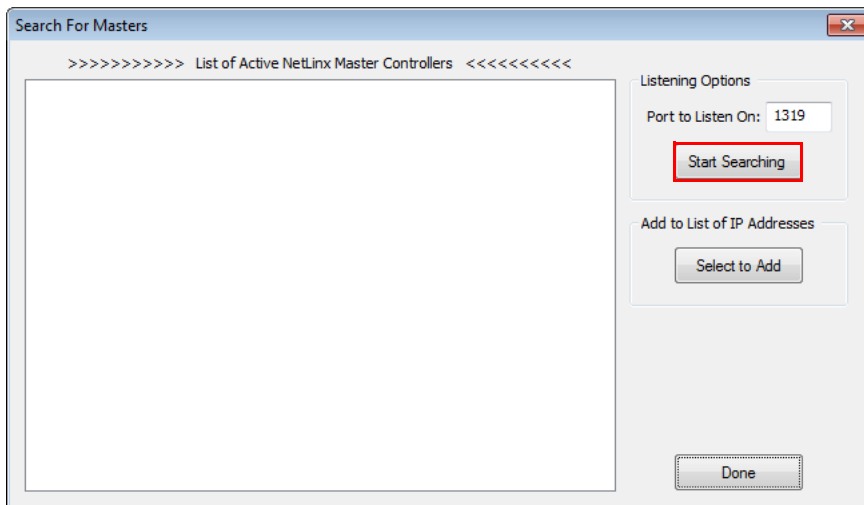 Search For Masters
>>>>>>>>>>> List of Active NetLinx Master Controllers <<<<<<<<<<
Listening Options
Port to Listen On: 1319
Start Searching
Add to List of IP Addresses
Select to Add
Done